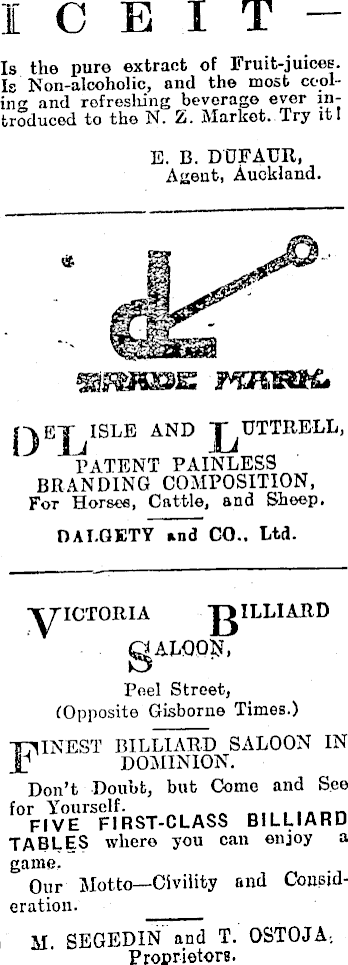 ICEIT—
Is the pure extract of Fruit-juices.
Is Non-alcoholic, and the most cool-
ing and refreshing beverage ever in-
troduced to the N. Z. Market. Try it!
E. B. DUFAUR,
Agent, Auckland.
TRADE MARK.
DE LISLE AND LUTTRELL,
PATENT PAINLESS
BRANDING COMPOSITION,
For Horses, Cattle, and Sheep.
DALGETY and CO., Ltd.
VICTORIA BILLIARD
SALOON,
Peel Street,
(Opposite Gisborne Times.)
FINEST BILLIARD SALOON IN
DOMINION.
Don't Doubt, but Come and See
for Yourself.
FIVE FIRST-CLASS BILLIARD
TABLES where you can enjoy a
game.
Our Motto—Civility and Consid-
eration.
M. SEGEDIN and T. OSTOJA,
Proprietors.